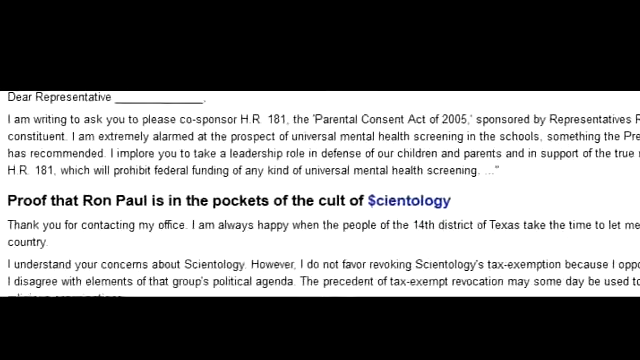 Dear Representative _______________,
I am writing to ask you to please co-sponsor H.R. 181, the 'Parental Consent Act of 2005,' sponsored by Representatives
constituent. I am extremely alarmed at the prospect of universal mental health screening in the schools, something the
has recommended. I implore you to take a leadership role in defense of our children and parents and in support of the true
H.R. 181, which will prohibit federal funding of any kind of universal mental health screening. ..."
Proof that Ron Paul is in the pockets of the cult of $cientology
Thank you for contacting my office. I am always happy when the people of the 14th district of Texas take the time to let me
country.
I understand your concerns about Scientology. However, I do not favor revoking Scientology's tax-exemption because I
I disagree with elements of that group's political agenda. The precedent of tax-exempt revocation may some day be used to